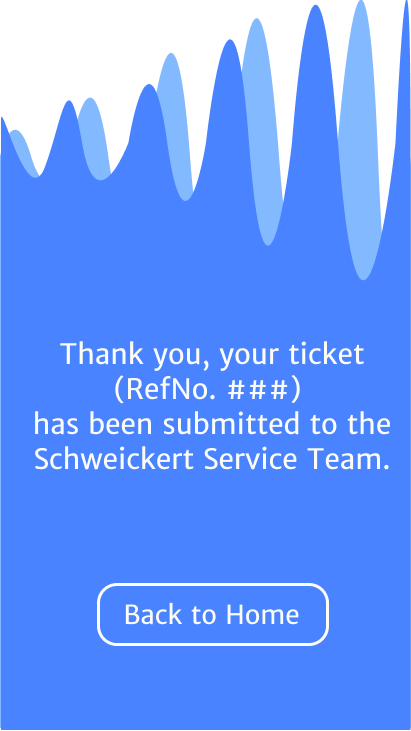 Thank you, your ticket
(RefNo. ###)
has been submitted to the
Schweickert Service Team.
Back to Home